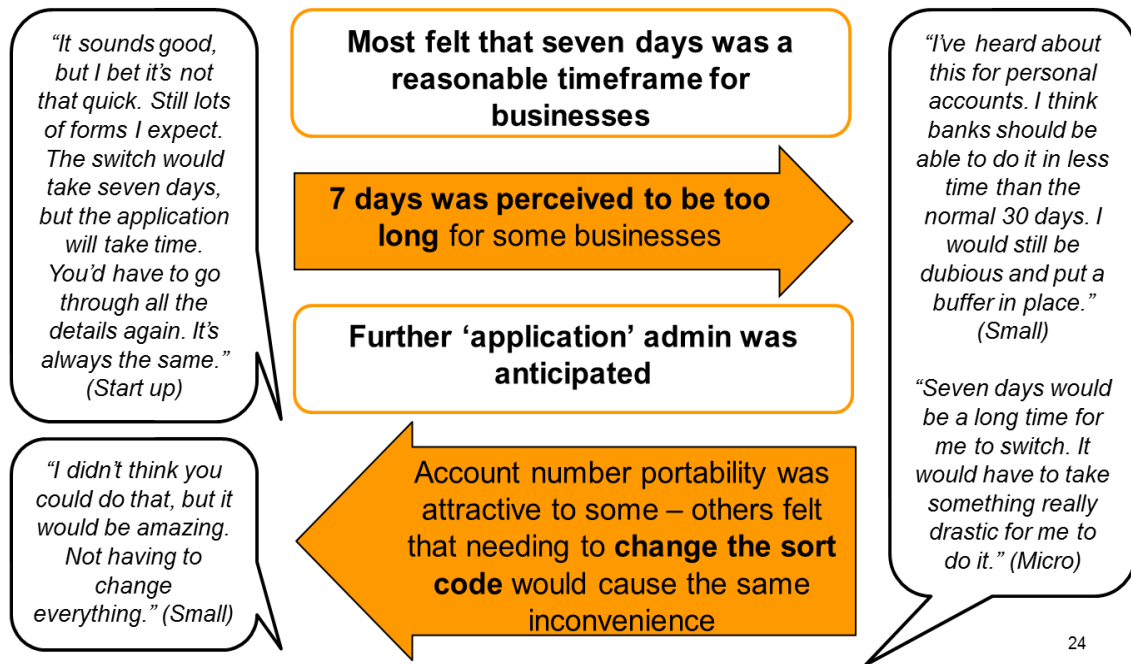 “It sounds good,
but I bet it’s not
that quick. Still lots
of forms I expect.
The switch would
take seven days,
but the application
will take time.
You’d have to go
through all the
details again. It’s
always the same.”
(Start up)
“I didn’t think you
could do that, but it
would be amazing.
Not having to
change
everything.” (Small)
Most felt that seven days was a
reasonable timeframe for
businesses
7 days was perceived to be too
long for some businesses
Further ‘application’ admin was
anticipated
Account number portability was
attractive to some – others felt
that needing to change the sort
code would cause the same
inconvenience
“I’ve heard about
this for personal
accounts. I think
banks should be
able to do it in less
time than the
normal 30 days. I
would still be
dubious and put a
buffer in place.”
(Small)
“Seven days would
be a long time for
me to switch. It
would have to take
something really
drastic for me to
do it.” (Micro)
24